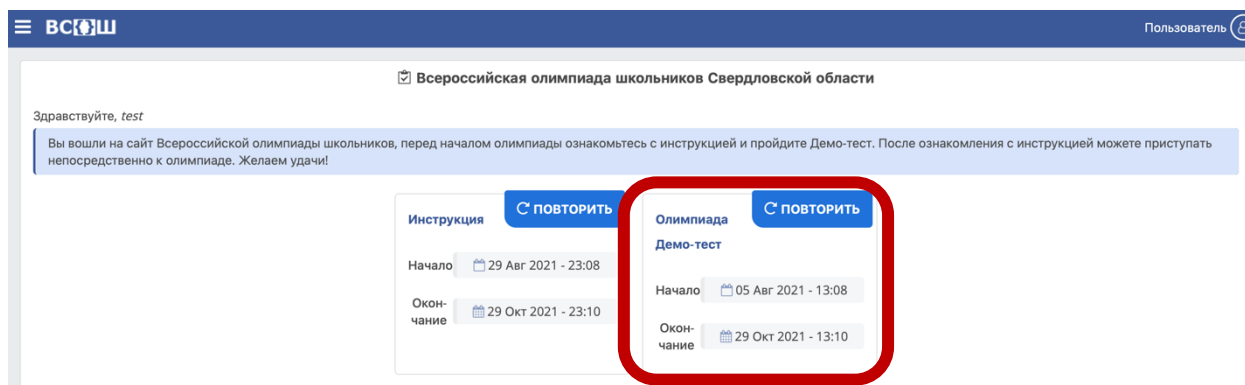 ВСОШ
Пользователь
Всероссийская олимпиада школьников Свердловской области
Здравствуйте, test
Вы вошли на сайт Всероссийской олимпиады школьников, перед началом олимпиады ознакомьтесь с инструкцией и пройдите Демо-тест. После ознакомления с инструкцией можете приступать
непосредственно к олимпиаде. Желаем удачи!
Инструкция
ПОВТОРИТЬ
Начало 29 Авг 2021 - 23:08
Окон-
чание 29 Окт 2021 - 23:10
Олимпиада
ПОВТОРИТЬ
Демо-тест
Начало 05 Авг 2021 - 13:08
Окон-
чание 29 Окт 2021 - 13:10